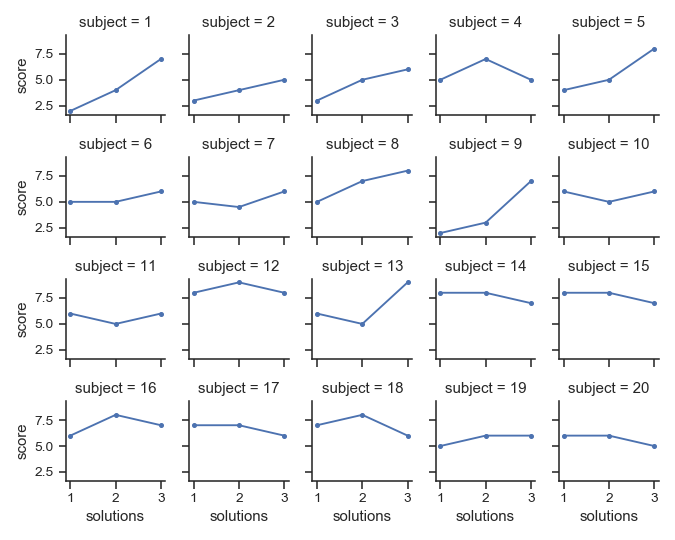 subject = 1 subject = 2 subject = 3 subject = 4 subject = 5
7.5
5.0
2.5
score
subject = 6 subject = 7 subject = 8 subject = 9 subject = 10
7.5
5.0
2.5
score
subject = 11 subject = 12 subject = 13 subject = 14 subject = 15
7.5
5.0
2.5
score
subject = 16 subject = 17 subject = 18 subject = 19 subject = 20
7.5
5.0
2.5
score
1 2 3 1 2 3 1 2 3 1 2 3 1 2 3
solutions solutions solutions solutions solutions